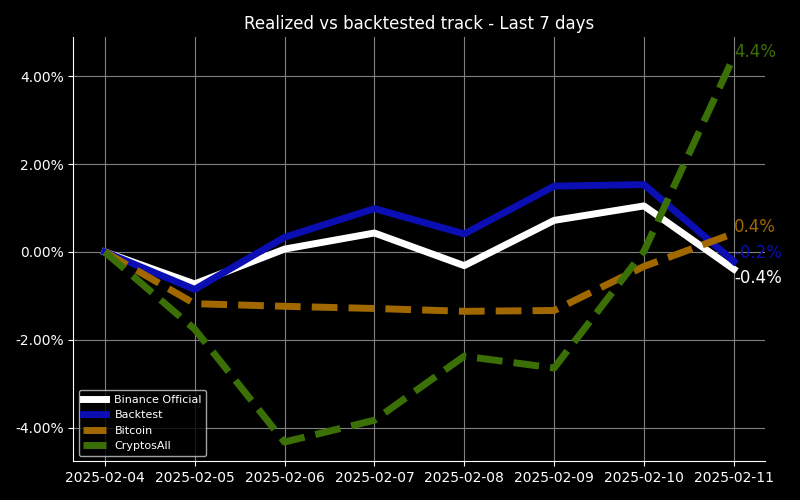 Realized vs backtested track - Last 7 days
4.4%
4.00%
2.00%
0.4%
0.00%
-0.2%
-0.4%
-2.00%
-4.00%
Binance Official
Backtest
Bitcoin
CryptosAll
2025-02-04 2025-02-05 2025-02-06 2025-02-07 2025-02-08 2025-02-09 2025-02-10 2025-02-11